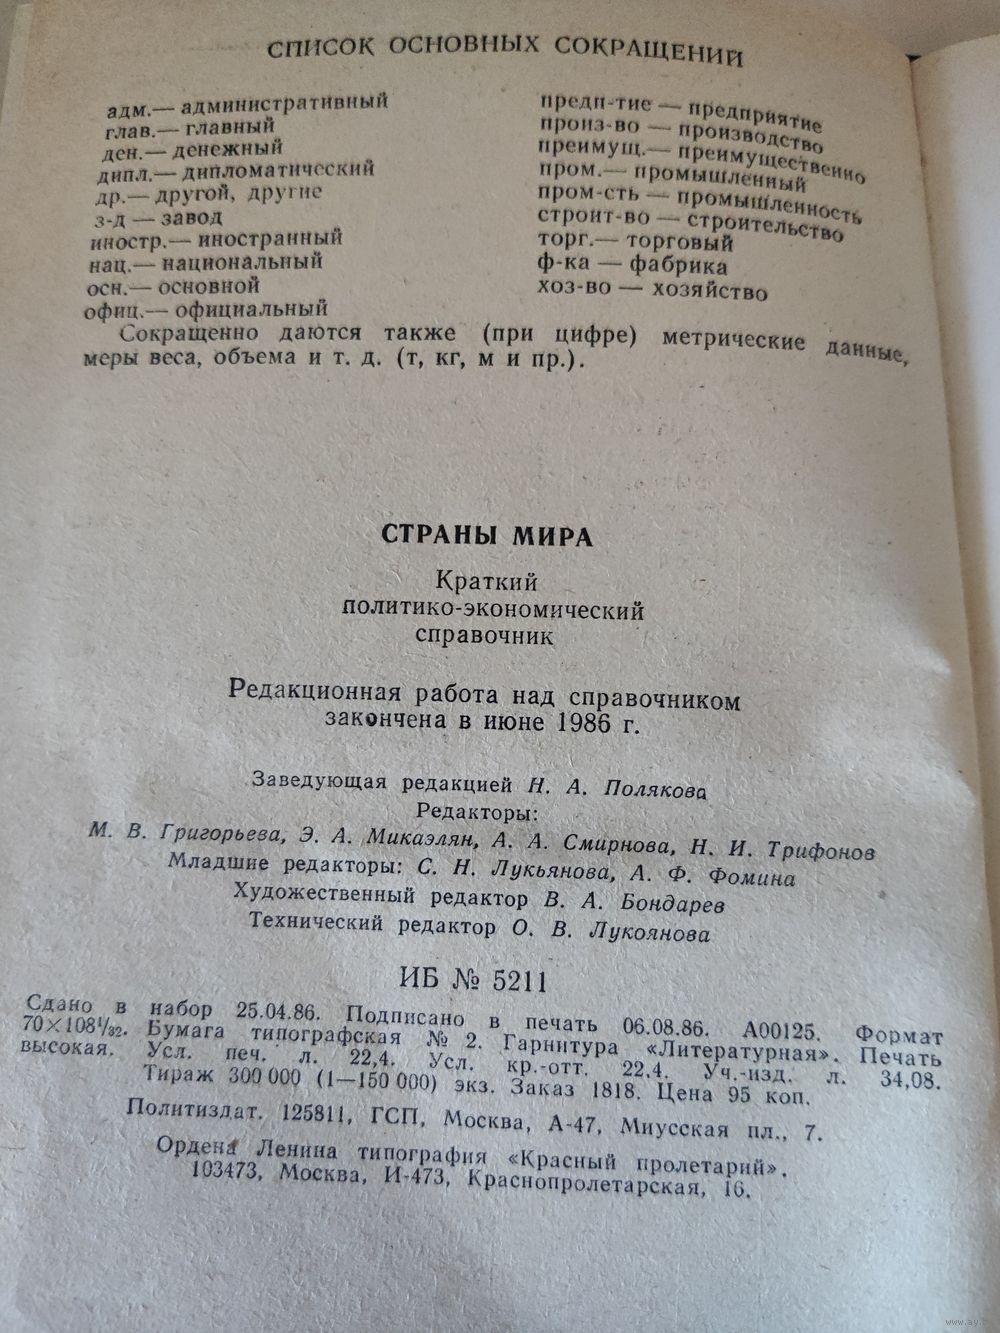 СПИСОК ОСНОВНЫХ СОКРАЩЕНИЙ
адм.— административный
глав.— главный
ден.— денежный
дипл.— дипломатический
др.— другой, другие
з-д — завод
иностр.— иностранный
нац.— национальный
осн.— основной
офиц.— официальный
предп-тие — предприятие
произ-во — производство
преимущ.— преимущественно
пром.— промышленный
пром-сть — промышленность
строит-во — строительство
торг.— торговый
ф-ка — фабрика
хоз-во — хозяйство
Сокращенно даются также (при цифре) метрические данные,
меры веса, объема и т. д. (т, кг, м и пр.).
СТРАНЫ МИРА
Краткий
политико-экономический
справочник
Редакционная работа над справочником
закончена в июне 1986 г.
Заведующая редакцией Н. А. Полякова
Редакторы:
М. В. Григорьева, Э. А. Микаэлян, А. А. Смирнова, Н. И. Трифонов
Младшие редакторы: С. Н. Лукьянова, А. Ф. Фомина
Художественный редактор В. А. Бондарев
Технический редактор О. В. Лукоянова
ИБ № 5211
Сдано в набор 25.04.86. Подписано в печать 06.08.86. А00125. Формат
70×108¹/₃₂. Бумага типографская № 2. Гарнитура «Литературная». Печать
высокая. Усл. печ. л. 22,4. Усл. кр.-отт. 22,4. Уч.-изд. л. 34,08.
Тираж 300 000 (1—150 000) экз. Заказ 1818. Цена 95 коп.
Политиздат. 125811, ГСП, Москва, А-47, Миусская пл., 7.
Ордена Ленина типография «Красный пролетарий».
103473, Москва, И-473, Краснопролетарская, 16.